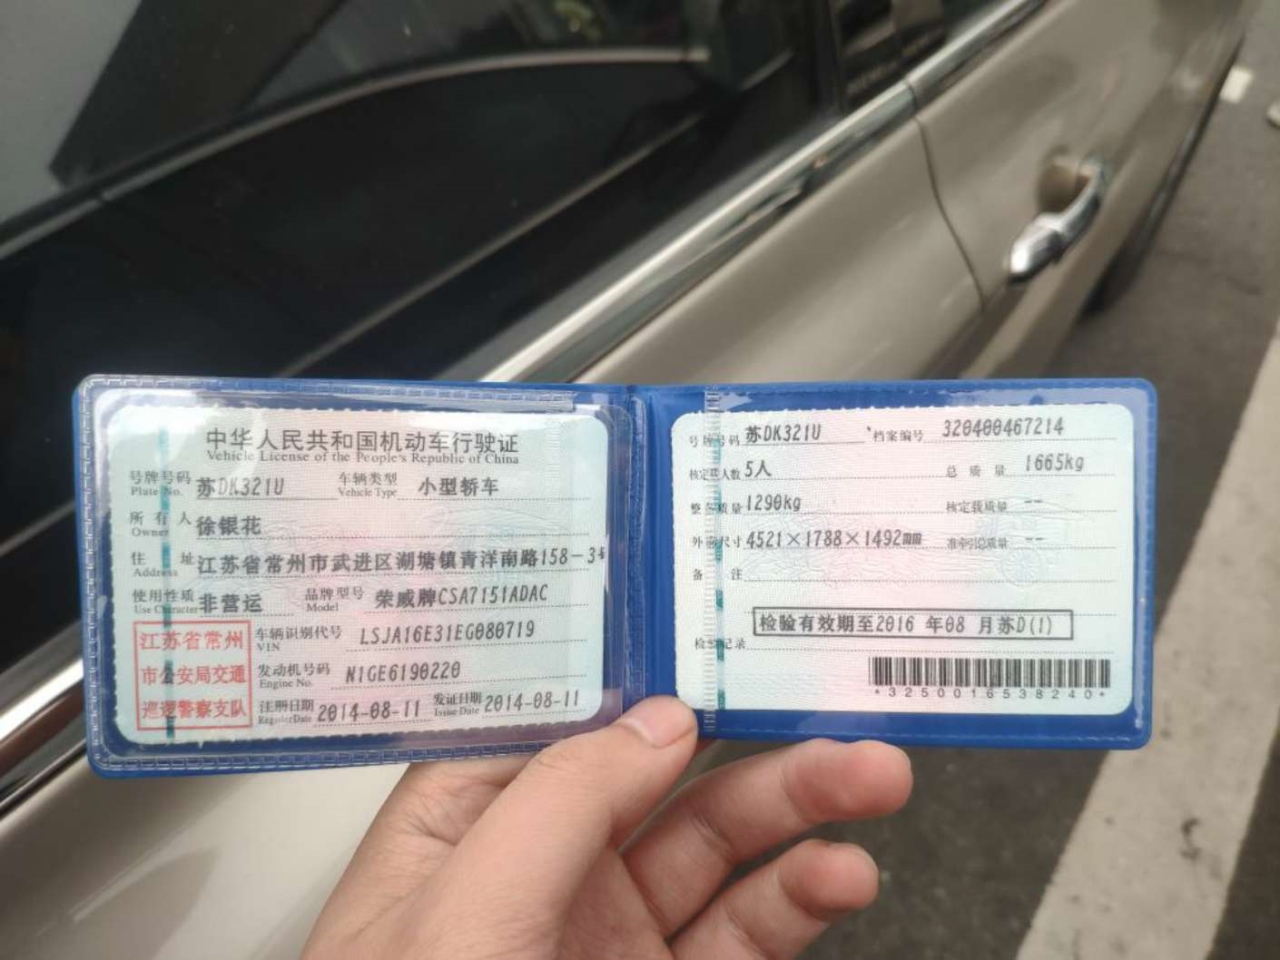 中华人民共和国机动车行驶证
Vehicle License of the People's Republic of China
号牌号码 苏DK321U 车辆类型 小型轿车
Plate No. Vehicle Type
所有人 徐银花
Owner
住址 江苏省常州市武进区湖塘镇青洋南路158-3号
Address
使用性质 非营运 品牌型号 荣威牌CSA7151ADAC
Use Character Model
江苏省常州
市公安局交通
巡逻警察支队
车辆识别代号 LSJA16E31EG080719
VIN
发动机号码 N1GE6190220
Engine No.
注册日期 2014-08-11 发证日期 2014-08-11
Register Date Issue Date
号牌号码 苏DK321U 档案编号 320400467214
核定载人数 5人 总质量 1665kg
整备质量 1290kg 核定载质量 --
外廓尺寸 4521×1788×1492mm 准牵引总质量 --
备注
检验有效期至2016年08月苏D(1)
检验记录
*3250016538240*